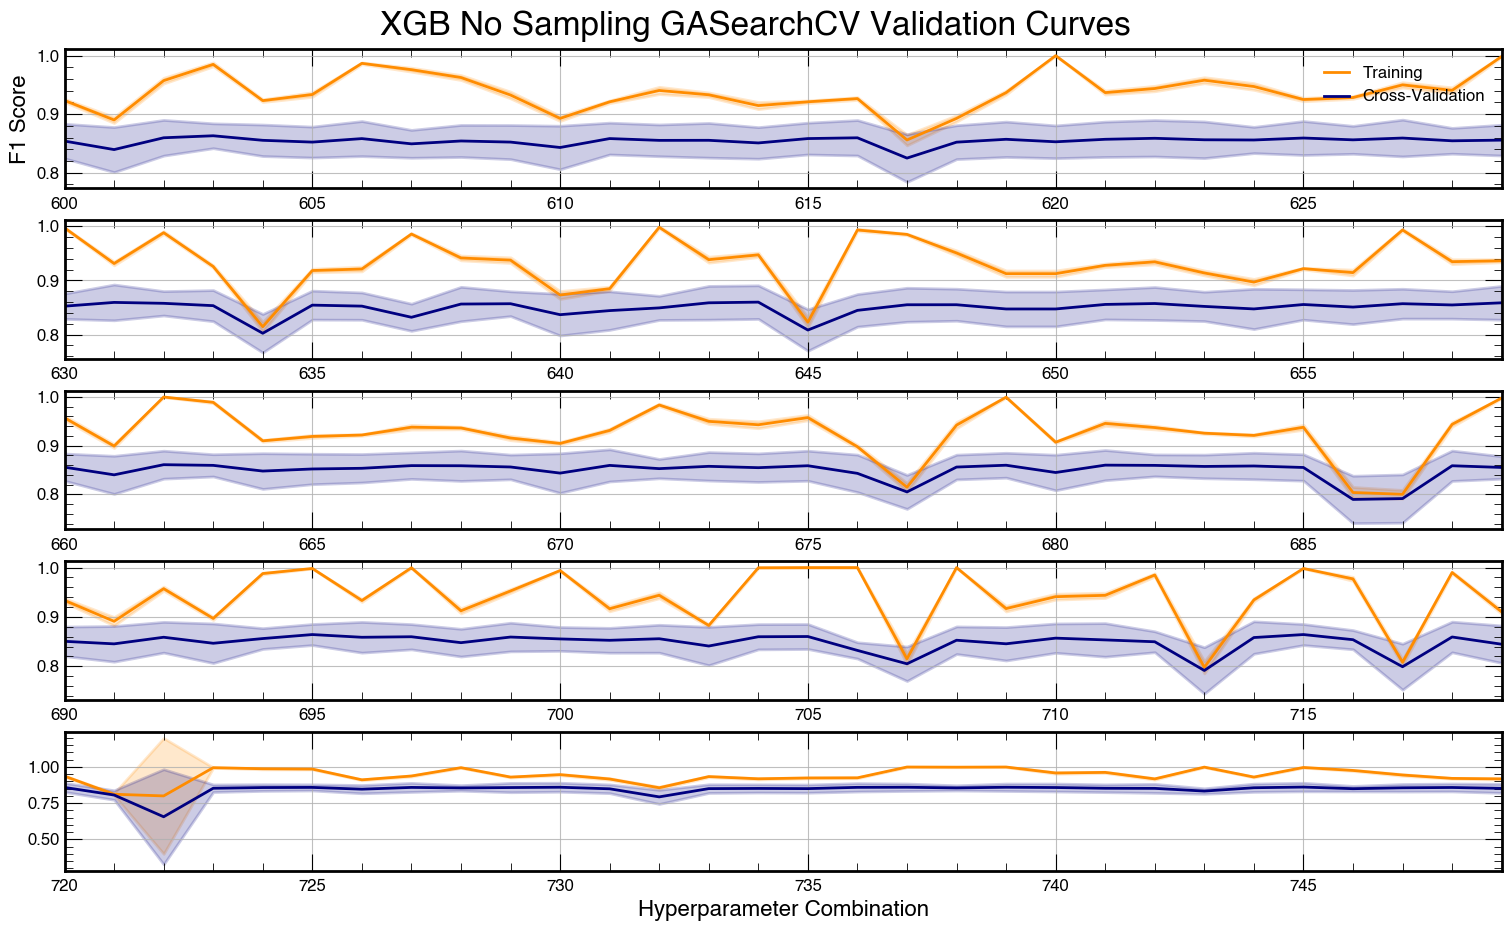 XGB No Sampling GASearchCV Validation Curves
F1 Score
1.0
0.9
0.8
Training
Cross-Validation
600 605 610 615 620 625
1.0
0.9
0.8
630 635 640 645 650 655
1.0
0.9
0.8
660 665 670 675 680 685
1.0
0.9
0.8
690 695 700 705 710 715
1.00
0.75
0.50
720 725 730 735 740 745
Hyperparameter Combination